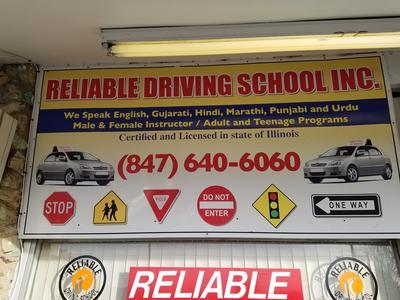 RELIABLE DRIVING SCHOOL INC.
We Speak English, Gujarati, Hindi, Marathi, Punjabi and Urdu
Male & Female Instructor / Adult and Teenage Programs
Certified and Licensed in state of Illinois
(847) 640-6060
STOP
YIELD
DO NOT
ENTER
ONE WAY
RELIABLE
RELIABLE
RELIABLE